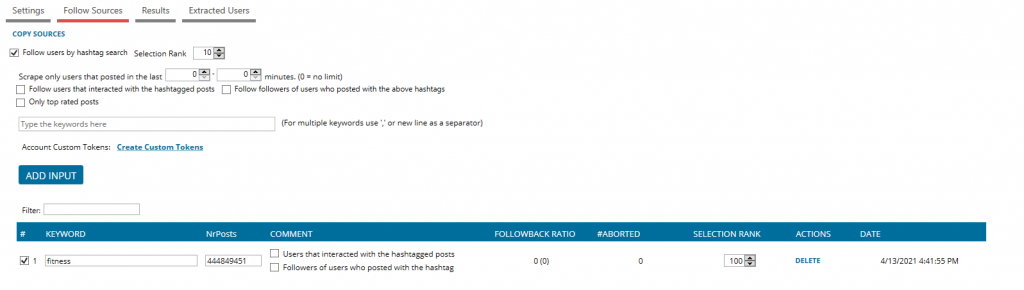 Settings Follow Sources Results Extracted Users
COPY SOURCES
Follow users by hashtag search Selection Rank 10
Scrape only users that posted in the last 0 - 0 minutes. (0 = no limit)
Follow users that interacted with the hashtagged posts Follow followers of users who posted with the above hashtags
Only top rated posts
Type the keywords here (For multiple keywords use ',' or new line as a separator)
Account Custom Tokens: Create Custom Tokens
ADD INPUT
Filter:
# KEYWORD NrPosts COMMENT FOLLOWBACK RATIO #ABORTED SELECTION RANK ACTIONS DATE
Users that interacted with the hashtagged posts
1 fitness 444849451 0 (0) 0 100 DELETE 4/13/2021 4:41:55 PM
Followers of users who posted with the hashtag